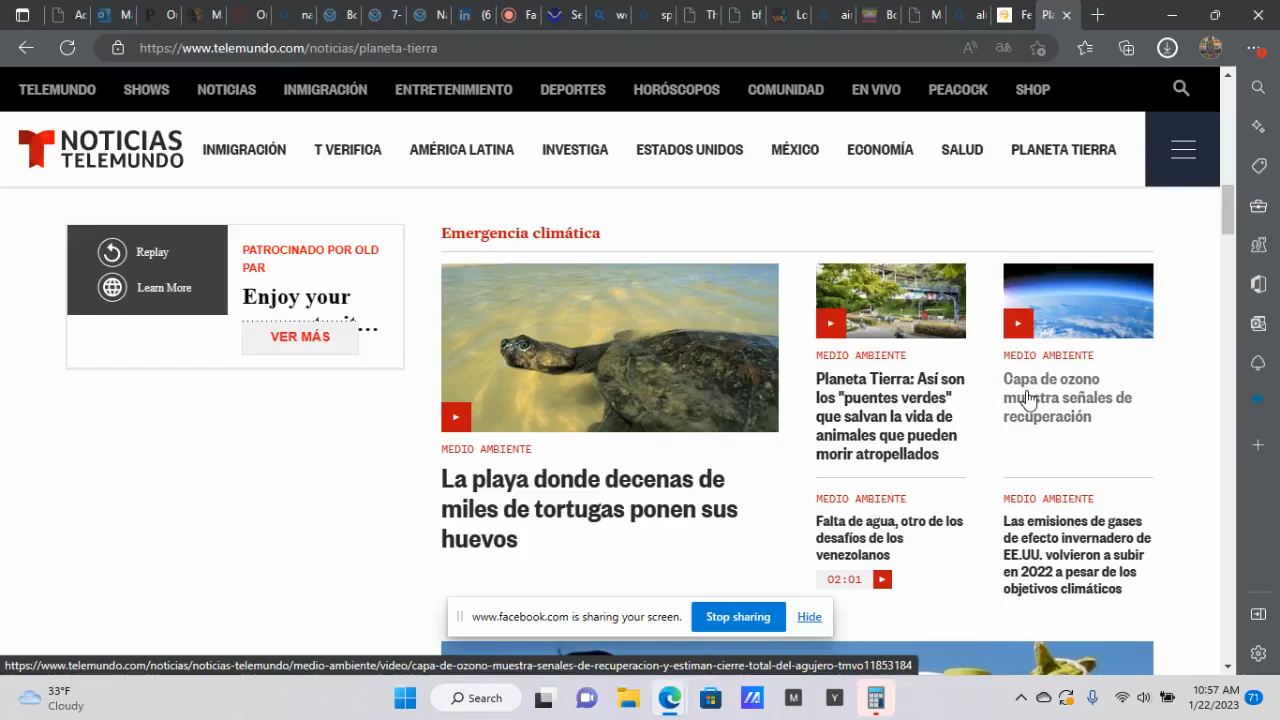 https://www.telemundo.com/noticias/planeta-tierra
TELEMUNDO SHOWS NOTICIAS INMIGRACIÓN ENTRETENIMIENTO DEPORTES HORÓSCOPOS COMUNIDAD EN VIVO PEACOCK SHOP
NOTICIAS
TELEMUNDO
INMIGRACIÓN T VERIFICA AMÉRICA LATINA INVESTIGA ESTADOS UNIDOS MÉXICO ECONOMÍA SALUD PLANETA TIERRA
Replay
Learn More
PATROCINADO POR OLD
PAR
Enjoy your
VER MÁS
Emergencia climática
MEDIO AMBIENTE
La playa donde decenas de
miles de tortugas ponen sus
huevos
MEDIO AMBIENTE
Planeta Tierra: Así son
los "puentes verdes"
que salvan la vida de
animales que pueden
morir atropellados
MEDIO AMBIENTE
Capa de ozono
muestra señales de
recuperación
MEDIO AMBIENTE
Falta de agua, otro de los
desafíos de los
venezolanos
02:01
MEDIO AMBIENTE
Las emisiones de gases
de efecto invernadero de
EE.UU. volvieron a subir
en 2022 a pesar de los
objetivos climáticos
www.facebook.com is sharing your screen. Stop sharing Hide
https://www.telemundo.com/noticias/noticias-telemundo/medio-ambiente/video/capa-de-ozono-muestra-senales-de-recuperacion-y-estiman-cierre-total-del-agujero-tmvo11853184
33°F
Cloudy
Search
10:57 AM
1/22/2023
71